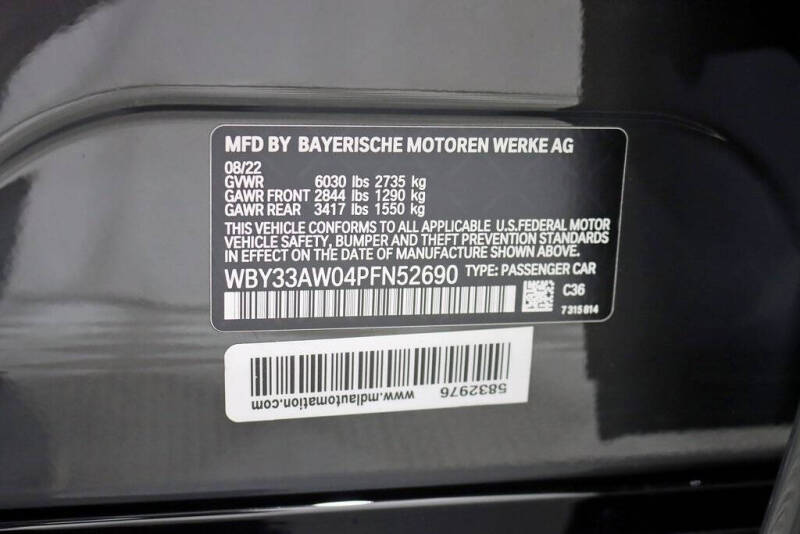 MFD BY BAYERISCHE MOTOREN WERKE AG
08/22
GVWR 6030 lbs 2735 kg
GAWR FRONT 2844 lbs 1290 kg
GAWR REAR 3417 lbs 1550 kg
THIS VEHICLE CONFORMS TO ALL APPLICABLE U.S.FEDERAL MOTOR
VEHICLE SAFETY, BUMPER AND THEFT PREVENTION STANDARDS
IN EFFECT ON THE DATE OF MANUFACTURE SHOWN ABOVE.
WBY33AW04PFN52690 TYPE: PASSENGER CAR
C36
7 315 814
5832976
www.mdlautomation.com